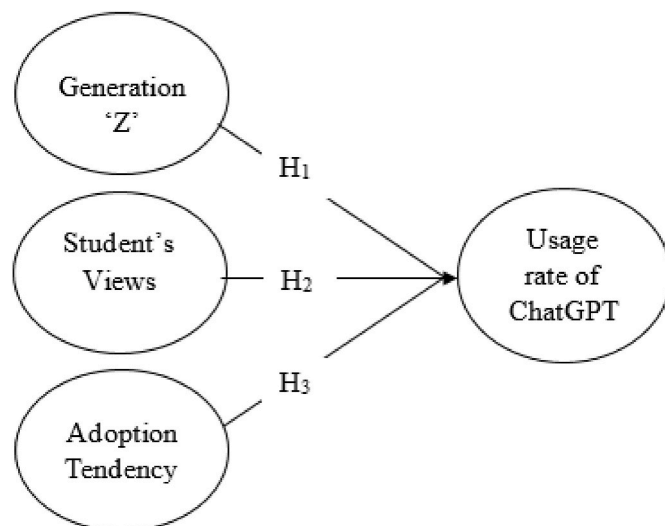 Generation
‘Z’
H1
Student’s
Views
H2
Usage
rate of
ChatGPT
H3
Adoption
Tendency